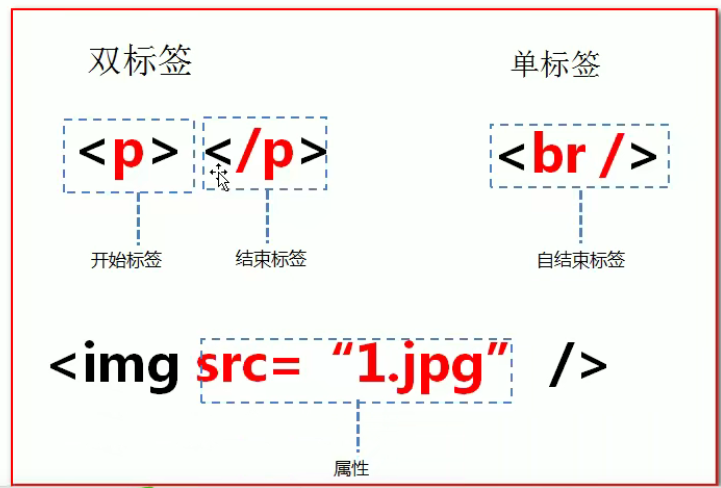 双标签 单标签
<p> </p> <br />
开始标签 结束标签 自结束标签
<img src= “1.jpg” />
属性